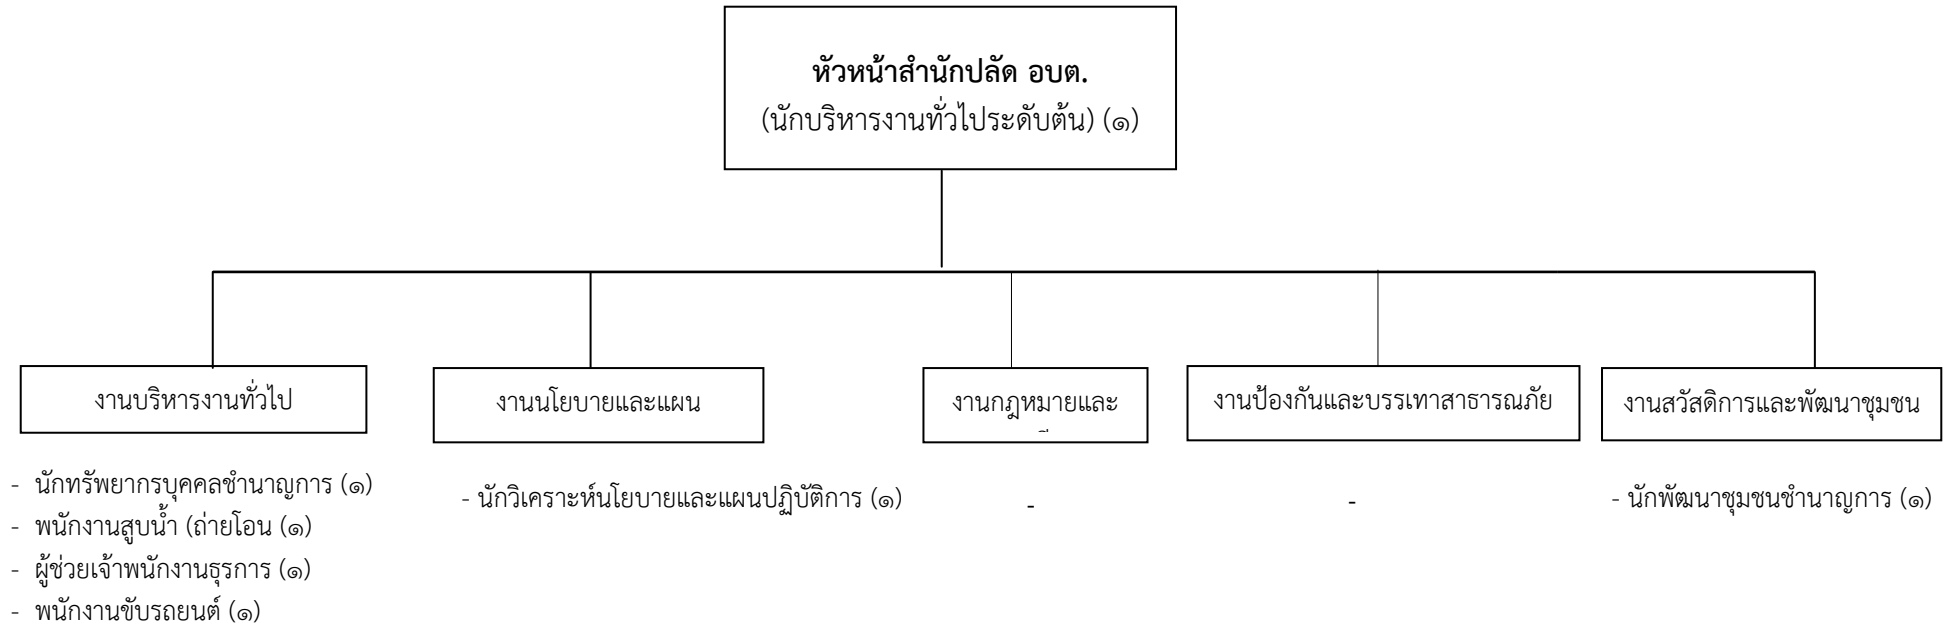 หัวหน้าสำนักปลัด อบต.
(นักบริหารงานทั่วไประดับต้น) (๑)
งานบริหารงานทั่วไป
งานนโยบายและแผน
งานกฎหมายและ
งานป้องกันและบรรเทาสาธารณภัย
งานสวัสดิการและพัฒนาชุมชน
- นักทรัพยากรบุคคลชำนาญการ (๑)
- พนักงานสูบน้ำ (ถ่ายโอน (๑)
- ผู้ช่วยเจ้าพนักงานธุรการ (๑)
- พนักงานขับรถยนต์ (๑)
- นักวิเคราะห์นโยบายและแผนปฏิบัติการ (๑)
-
-
- นักพัฒนาชุมชนชำนาญการ (๑)